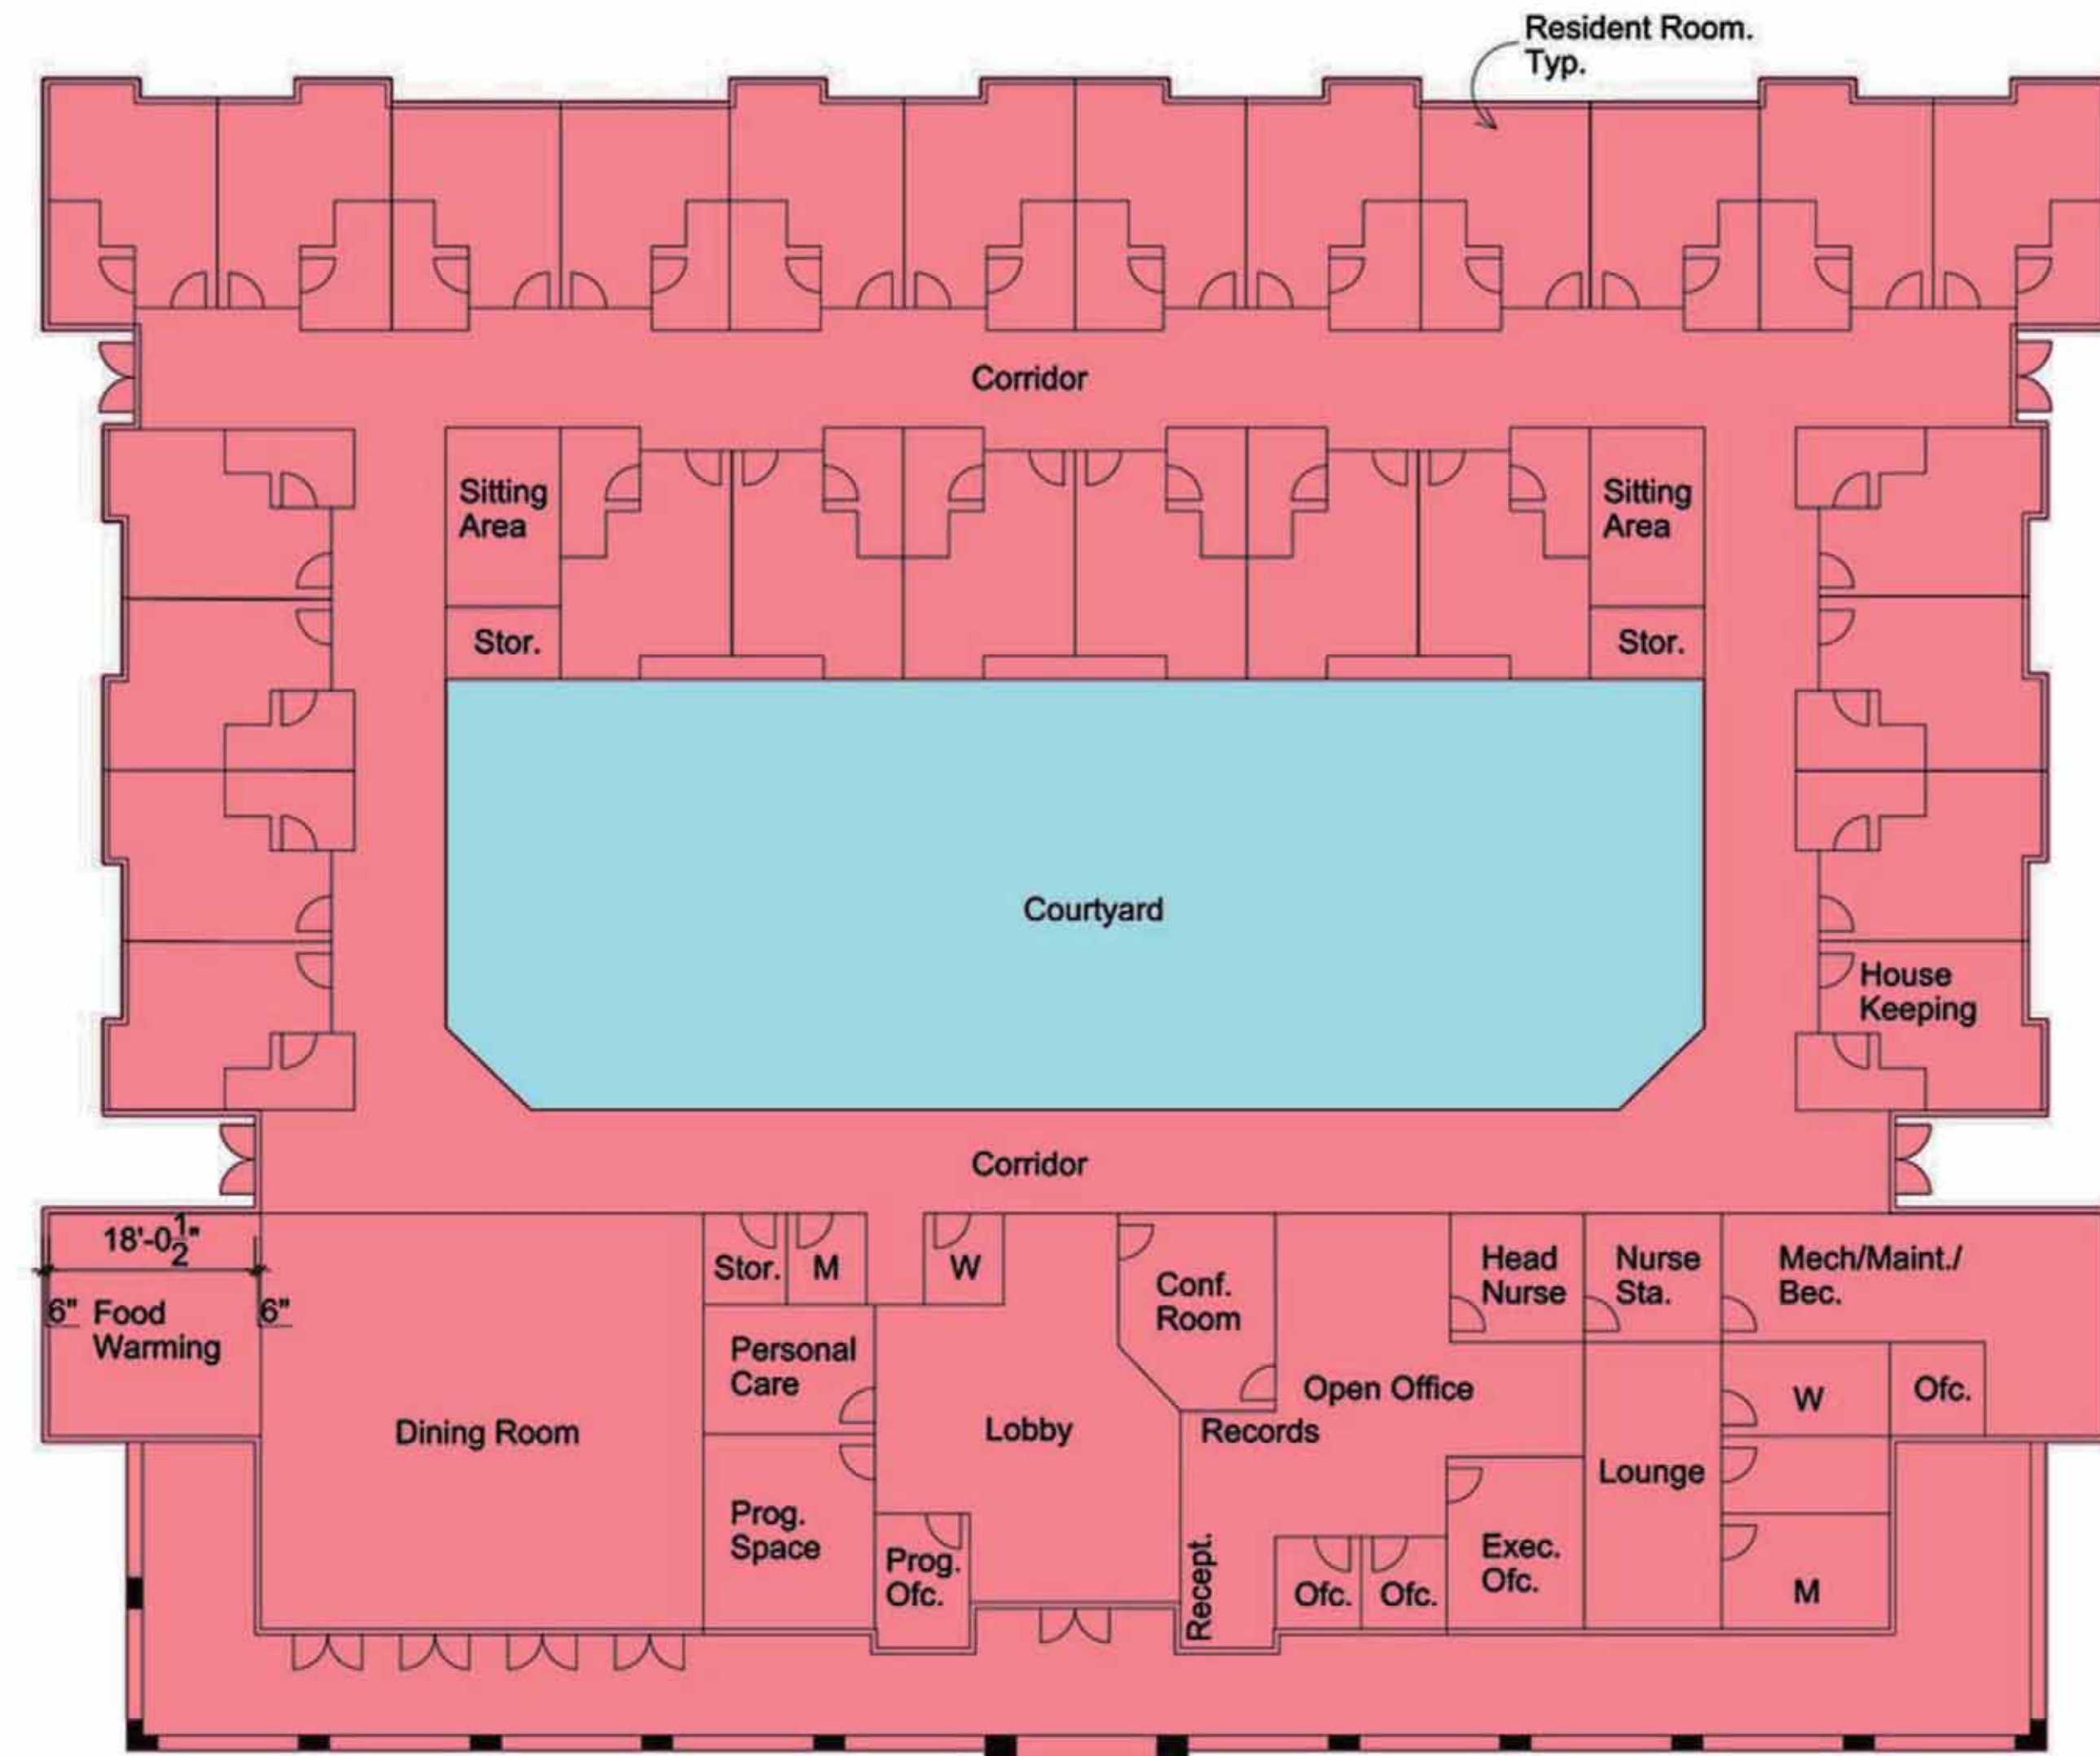 Resident Room.
Typ.
Corridor
Sitting
Area
Sitting
Area
Stor.
Stor.
Courtyard
House
Keeping
Corridor
18'-0 1/2"
6"
6"
Food
Warming
Dining Room
Stor.
M
W
Personal
Care
Prog.
Space
Prog.
Ofc.
Lobby
Conf.
Room
Open Office
Records
Recept.
Ofc.
Ofc.
Exec.
Ofc.
Head
Nurse
Nurse
Sta.
Lounge
Mech/Maint./
Bec.
W
Ofc.
M